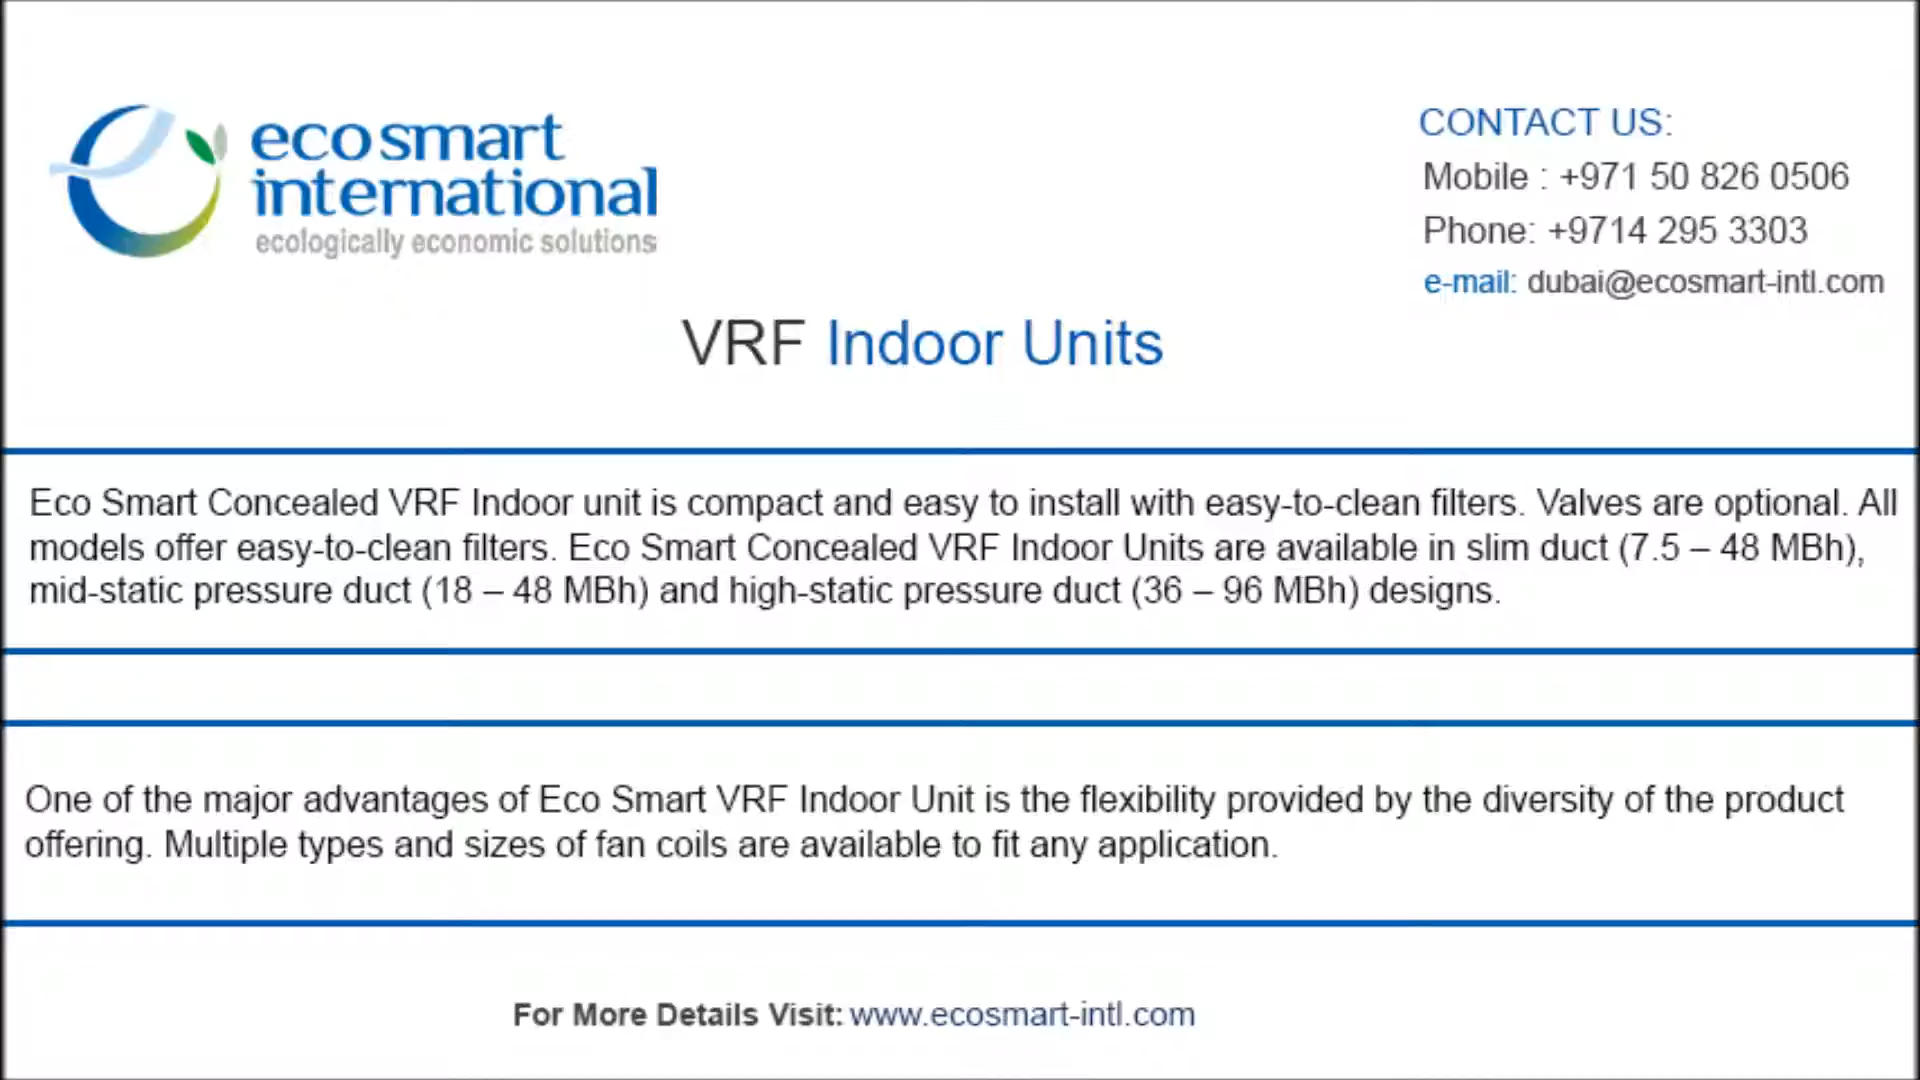 eco smart
international
ecologically economic solutions
CONTACT US:
Mobile : +971 50 826 0506
Phone: +9714 295 3303
e-mail: dubai@ecosmart-intl.com
VRF Indoor Units
Eco Smart Concealed VRF Indoor unit is compact and easy to install with easy-to-clean filters. Valves are optional. All
models offer easy-to-clean filters. Eco Smart Concealed VRF Indoor Units are available in slim duct (7.5 – 48 MBh),
mid-static pressure duct (18 – 48 MBh) and high-static pressure duct (36 – 96 MBh) designs.
One of the major advantages of Eco Smart VRF Indoor Unit is the flexibility provided by the diversity of the product
offering. Multiple types and sizes of fan coils are available to fit any application.
For More Details Visit: www.ecosmart-intl.com